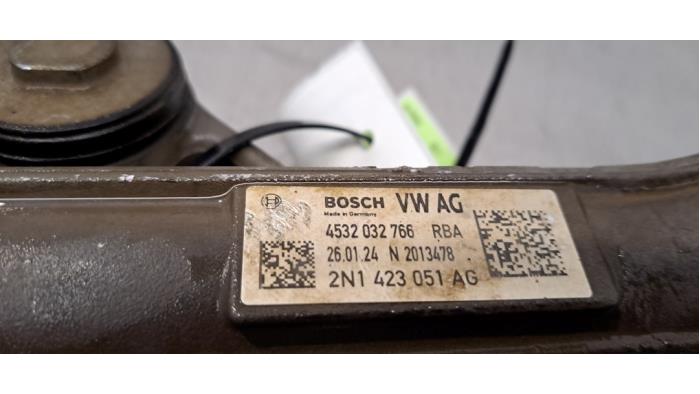 BOSCH VW AG
Made in Germany
4532 032 766 RBA
26.01.24 N 2013478
2N1 423 051 AG